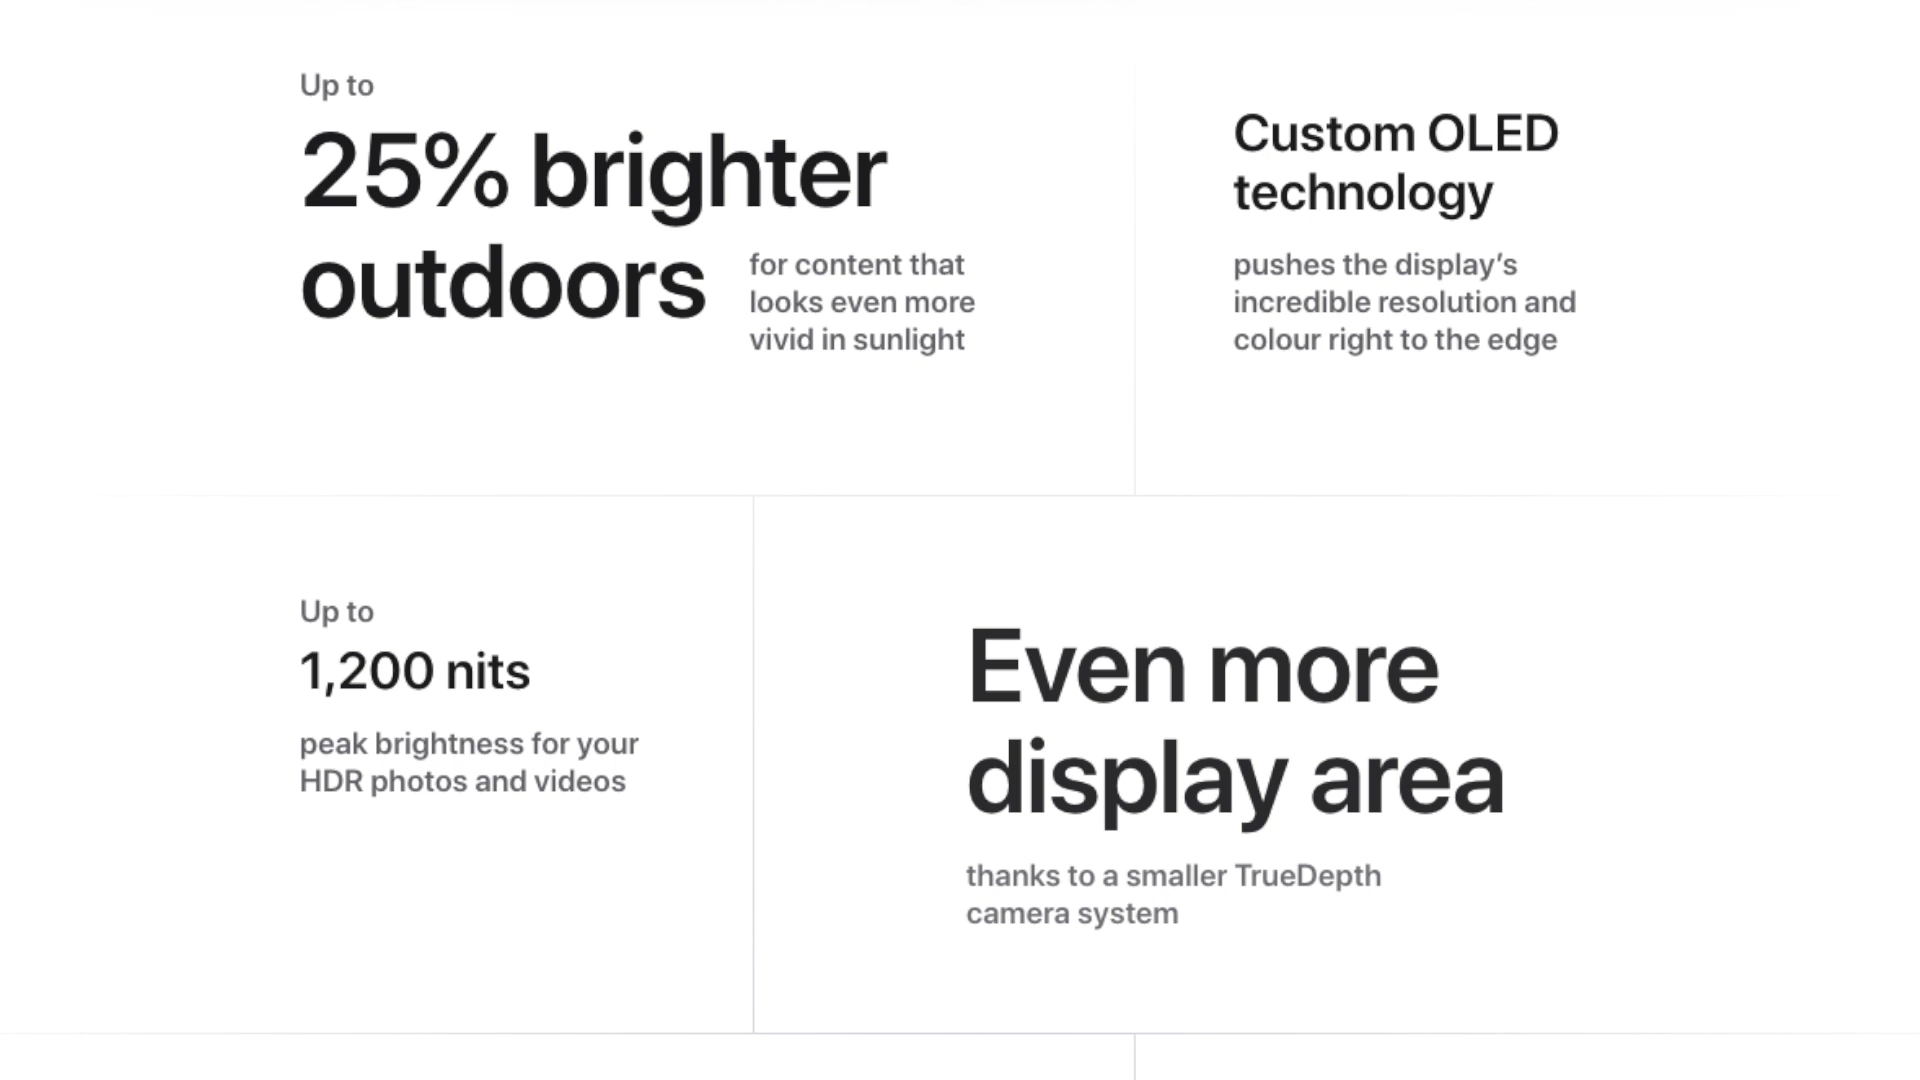 Up to
25% brighter
outdoors
for content that
looks even more
vivid in sunlight
Custom OLED
technology
pushes the display’s
incredible resolution and
colour right to the edge
Up to
1,200 nits
peak brightness for your
HDR photos and videos
Even more
display area
thanks to a smaller TrueDepth
camera system